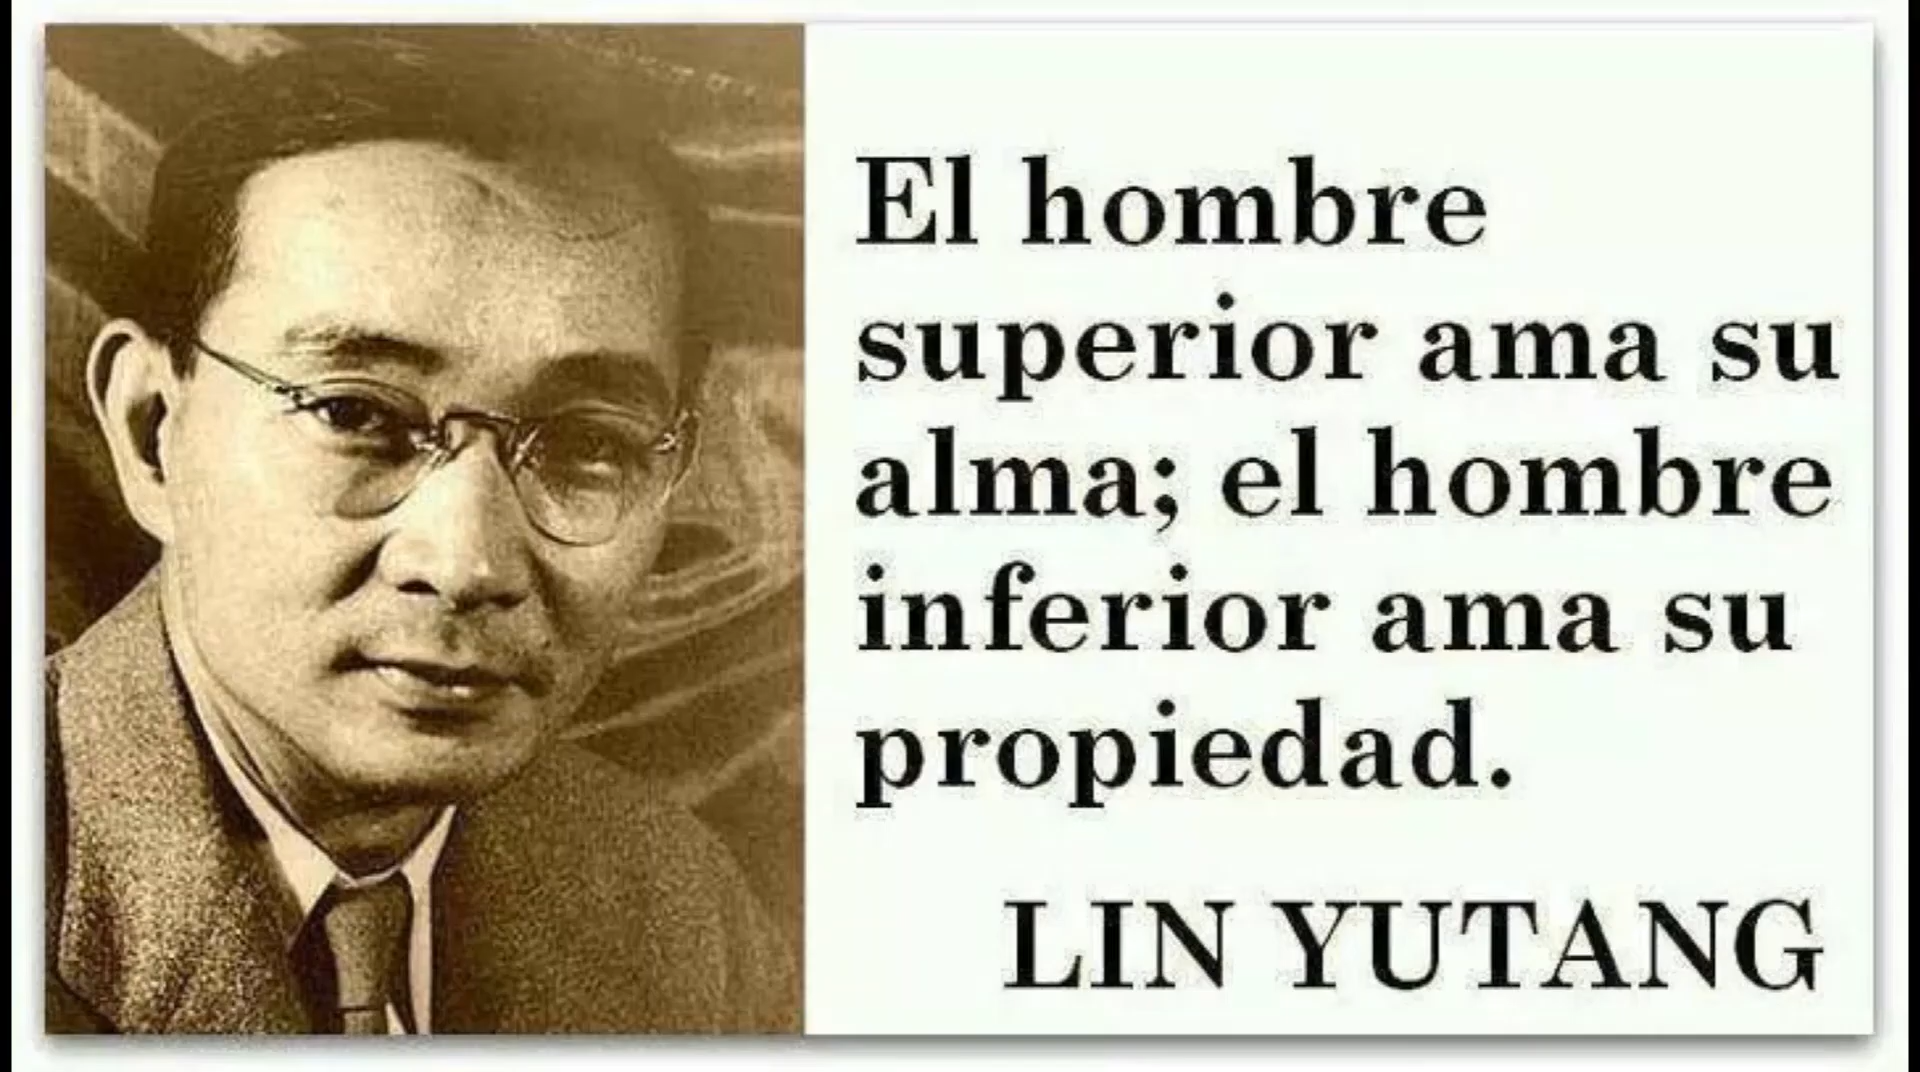 El hombre
superior ama su
alma; el hombre
inferior ama su
propiedad.
LIN YUTANG